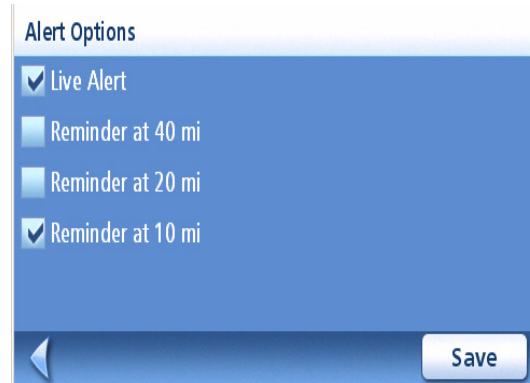 Alert Options
Live Alert
Reminder at 40 mi
Reminder at 20 mi
Reminder at 10 mi
Save